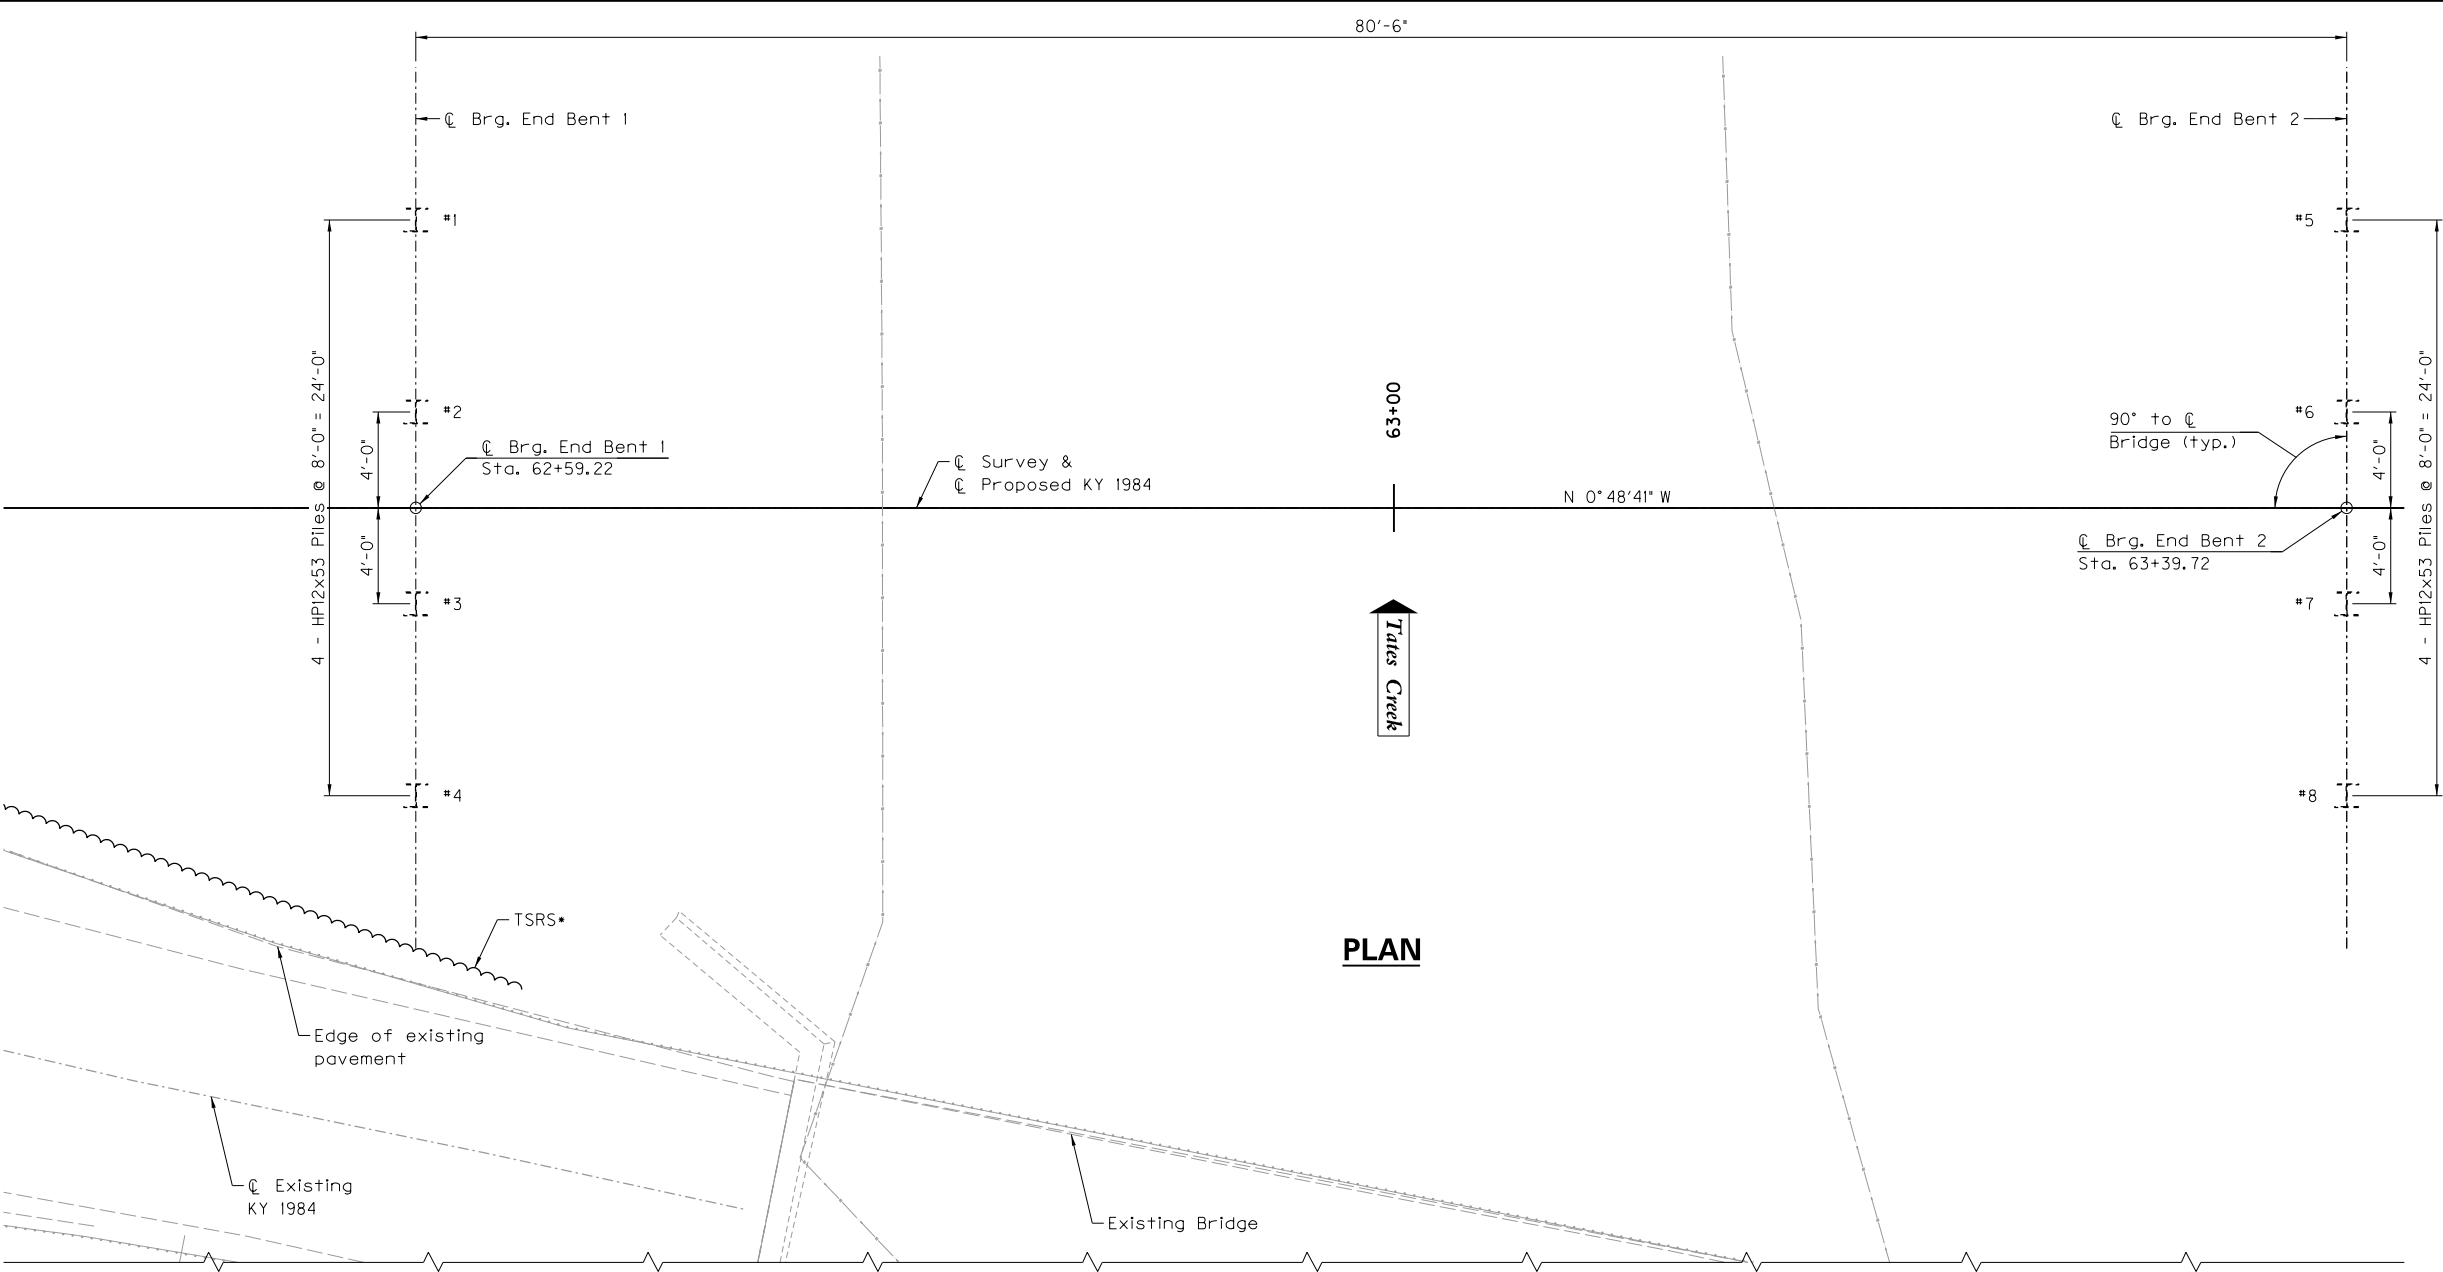 80'-6"
℄ Brg. End Bent 1
℄ Brg. End Bent 2
#1
#5
4 - HP12x53 Piles @ 8'-0" = 24'-0"
4 - HP12x53 Piles @ 8'-0" = 24'-0"
#2
#6
63+00
90° to ℄
Bridge (typ.)
4'-0"
4'-0"
℄ Brg. End Bent 1
Sta. 62+59.22
℄ Survey &
℄ Proposed KY 1984
N 0°48'41" W
4'-0"
4'-0"
℄ Brg. End Bent 2
Sta. 63+39.72
#3
#7
Tates Creek
#4
#8
TSRS*
PLAN
Edge of existing
pavement
℄ Existing
KY 1984
Existing Bridge